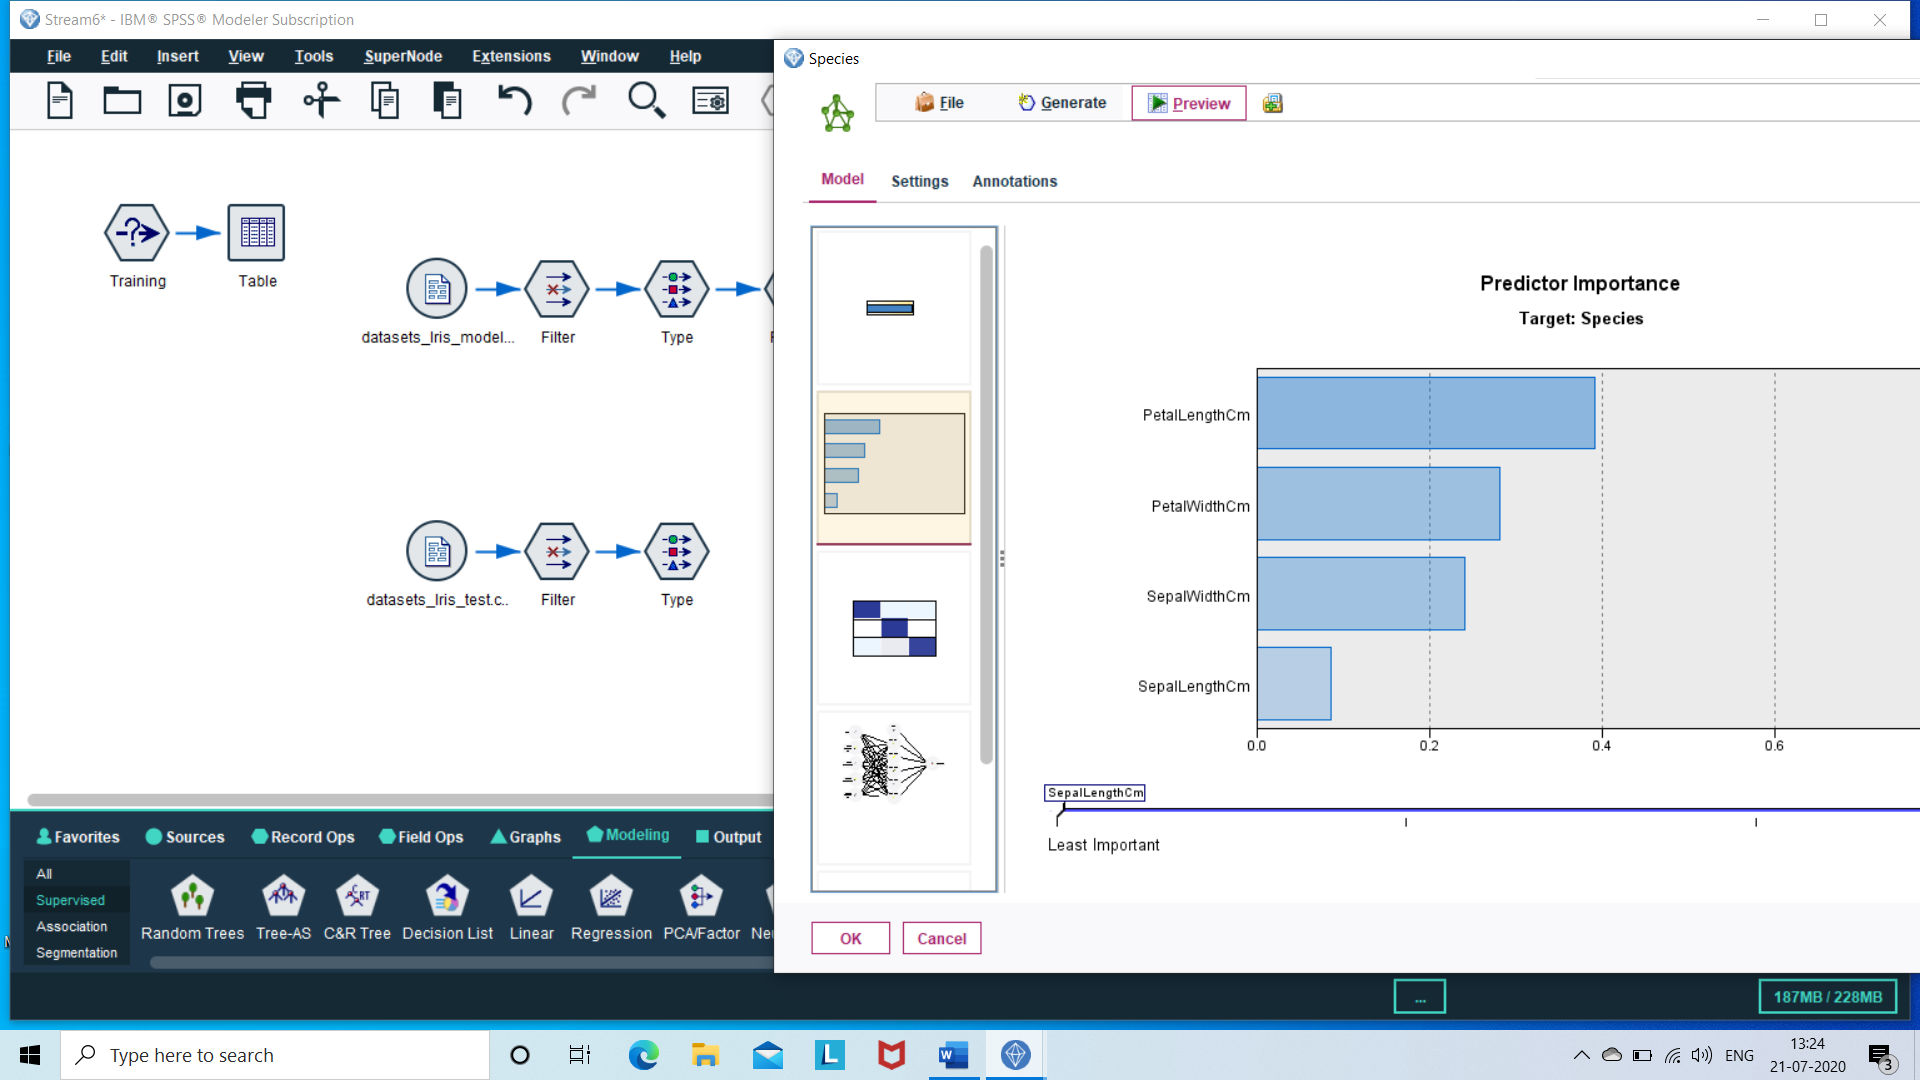 Stream6* - IBM® SPSS® Modeler Subscription
File Edit Insert View Tools SuperNode Extensions Window Help
Species
File Generate Preview
Model Settings Annotations
Training Table
datasets_Iris_model... Filter Type
datasets_Iris_test.c.. Filter Type
Predictor Importance
Target: Species
PetalLengthCm
PetalWidthCm
SepalWidthCm
SepalLengthCm
0.0 0.2 0.4 0.6
SepalLengthCm
Least Important
OK Cancel
Favorites Sources Record Ops Field Ops Graphs Modeling Output
All
Supervised
Association
Segmentation
Random Trees Tree-AS C&R Tree Decision List Linear Regression PCA/Factor
...
187MB / 228MB
Type here to search
ENG
13:24
21-07-2020
3